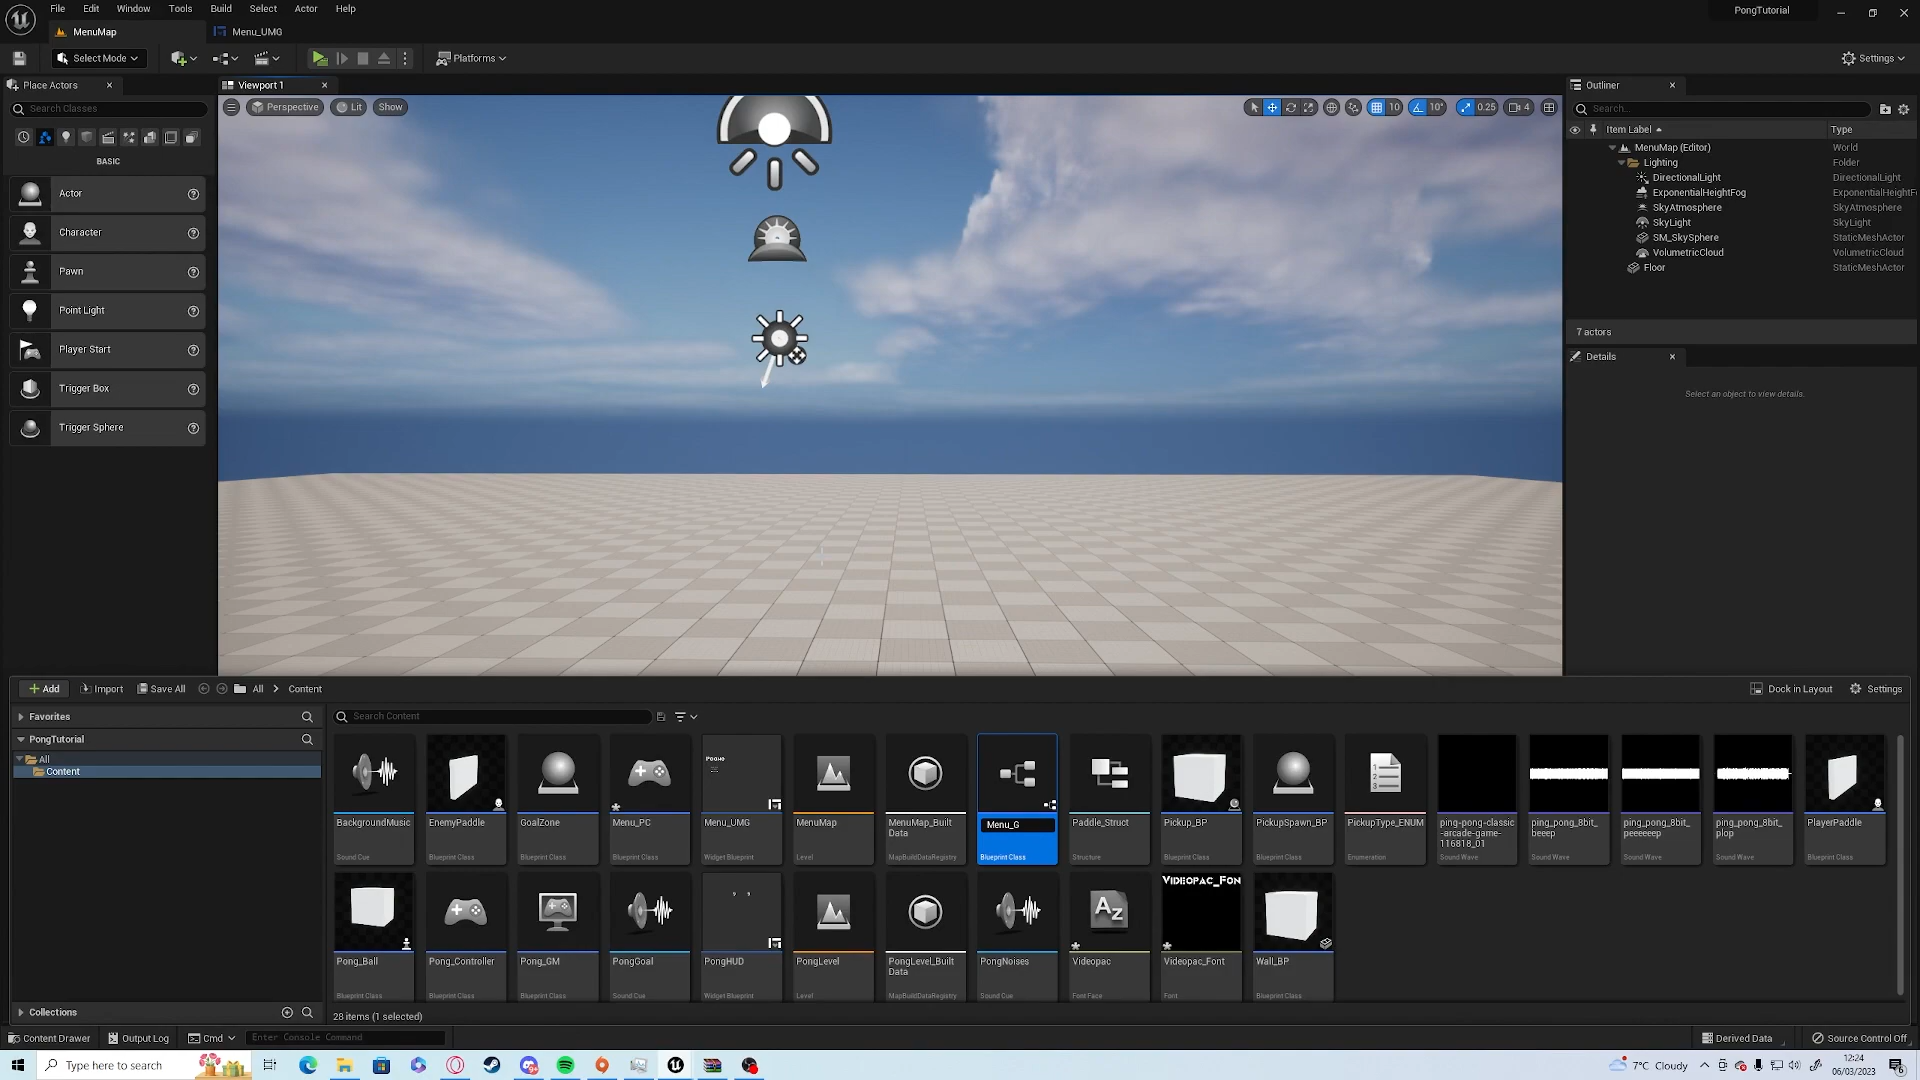 File Edit Window Tools Build Select Actor Help
PongTutorial
MenuMap
Menu_UMG
Select Mode
Platforms
Settings
Place Actors
Viewport 1
Outliner
Search Classes
Perspective
Lit
Show
10
10°
0.25
4
Search...
Item Label
Type
BASIC
MenuMap (Editor)
World
Lighting
Folder
DirectionalLight
DirectionalLight
ExponentialHeightFog
ExponentialHeightF
SkyAtmosphere
SkyAtmosphere
SkyLight
SkyLight
SM_SkySphere
StaticMeshActor
VolumetricCloud
VolumetricCloud
Floor
StaticMeshActor
Actor
Character
Pawn
Point Light
Player Start
Trigger Box
Trigger Sphere
7 actors
Details
Select an object to view details.
Add
Import
Save All
All
Content
Dock in Layout
Settings
Favorites
Search Content
PongTutorial
All
Content
BackgroundMusic
Sound Cue
EnemyPaddle
Blueprint Class
GoalZone
Blueprint Class
Menu_PC
Blueprint Class
Menu_UMG
Widget Blueprint
MenuMap
Level
MenuMap_Built
Data
MapBuildDataRegistry
Menu_G
Blueprint Class
Paddle_Struct
Structure
Pickup_BP
Blueprint Class
PickupSpawn_BP
Blueprint Class
PickupType_ENUM
Enumeration
ping-pong-classic
-arcade-game-
116818_01
Sound Wave
ping_pong_8bit_
beeep
Sound Wave
ping_pong_8bit_
peeeeeep
Sound Wave
ping_pong_8bit_
plop
Sound Wave
PlayerPaddle
Blueprint Class
Pong_Ball
Blueprint Class
Pong_Controller
Blueprint Class
Pong_GM
Blueprint Class
PongGoal
Sound Cue
PongHUD
Widget Blueprint
PongLevel
Level
PongLevel_Built
Data
MapBuildDataRegistry
PongNoises
Sound Cue
Videopac
Font Face
Videopac_Fon
Videopac_Font
Font
Wall_BP
Blueprint Class
Collections
28 items (1 selected)
Content Drawer
Output Log
Cmd
Enter Console Command
Derived Data
Source Control Off
Type here to search
7°C Cloudy
12:24
06/03/2023